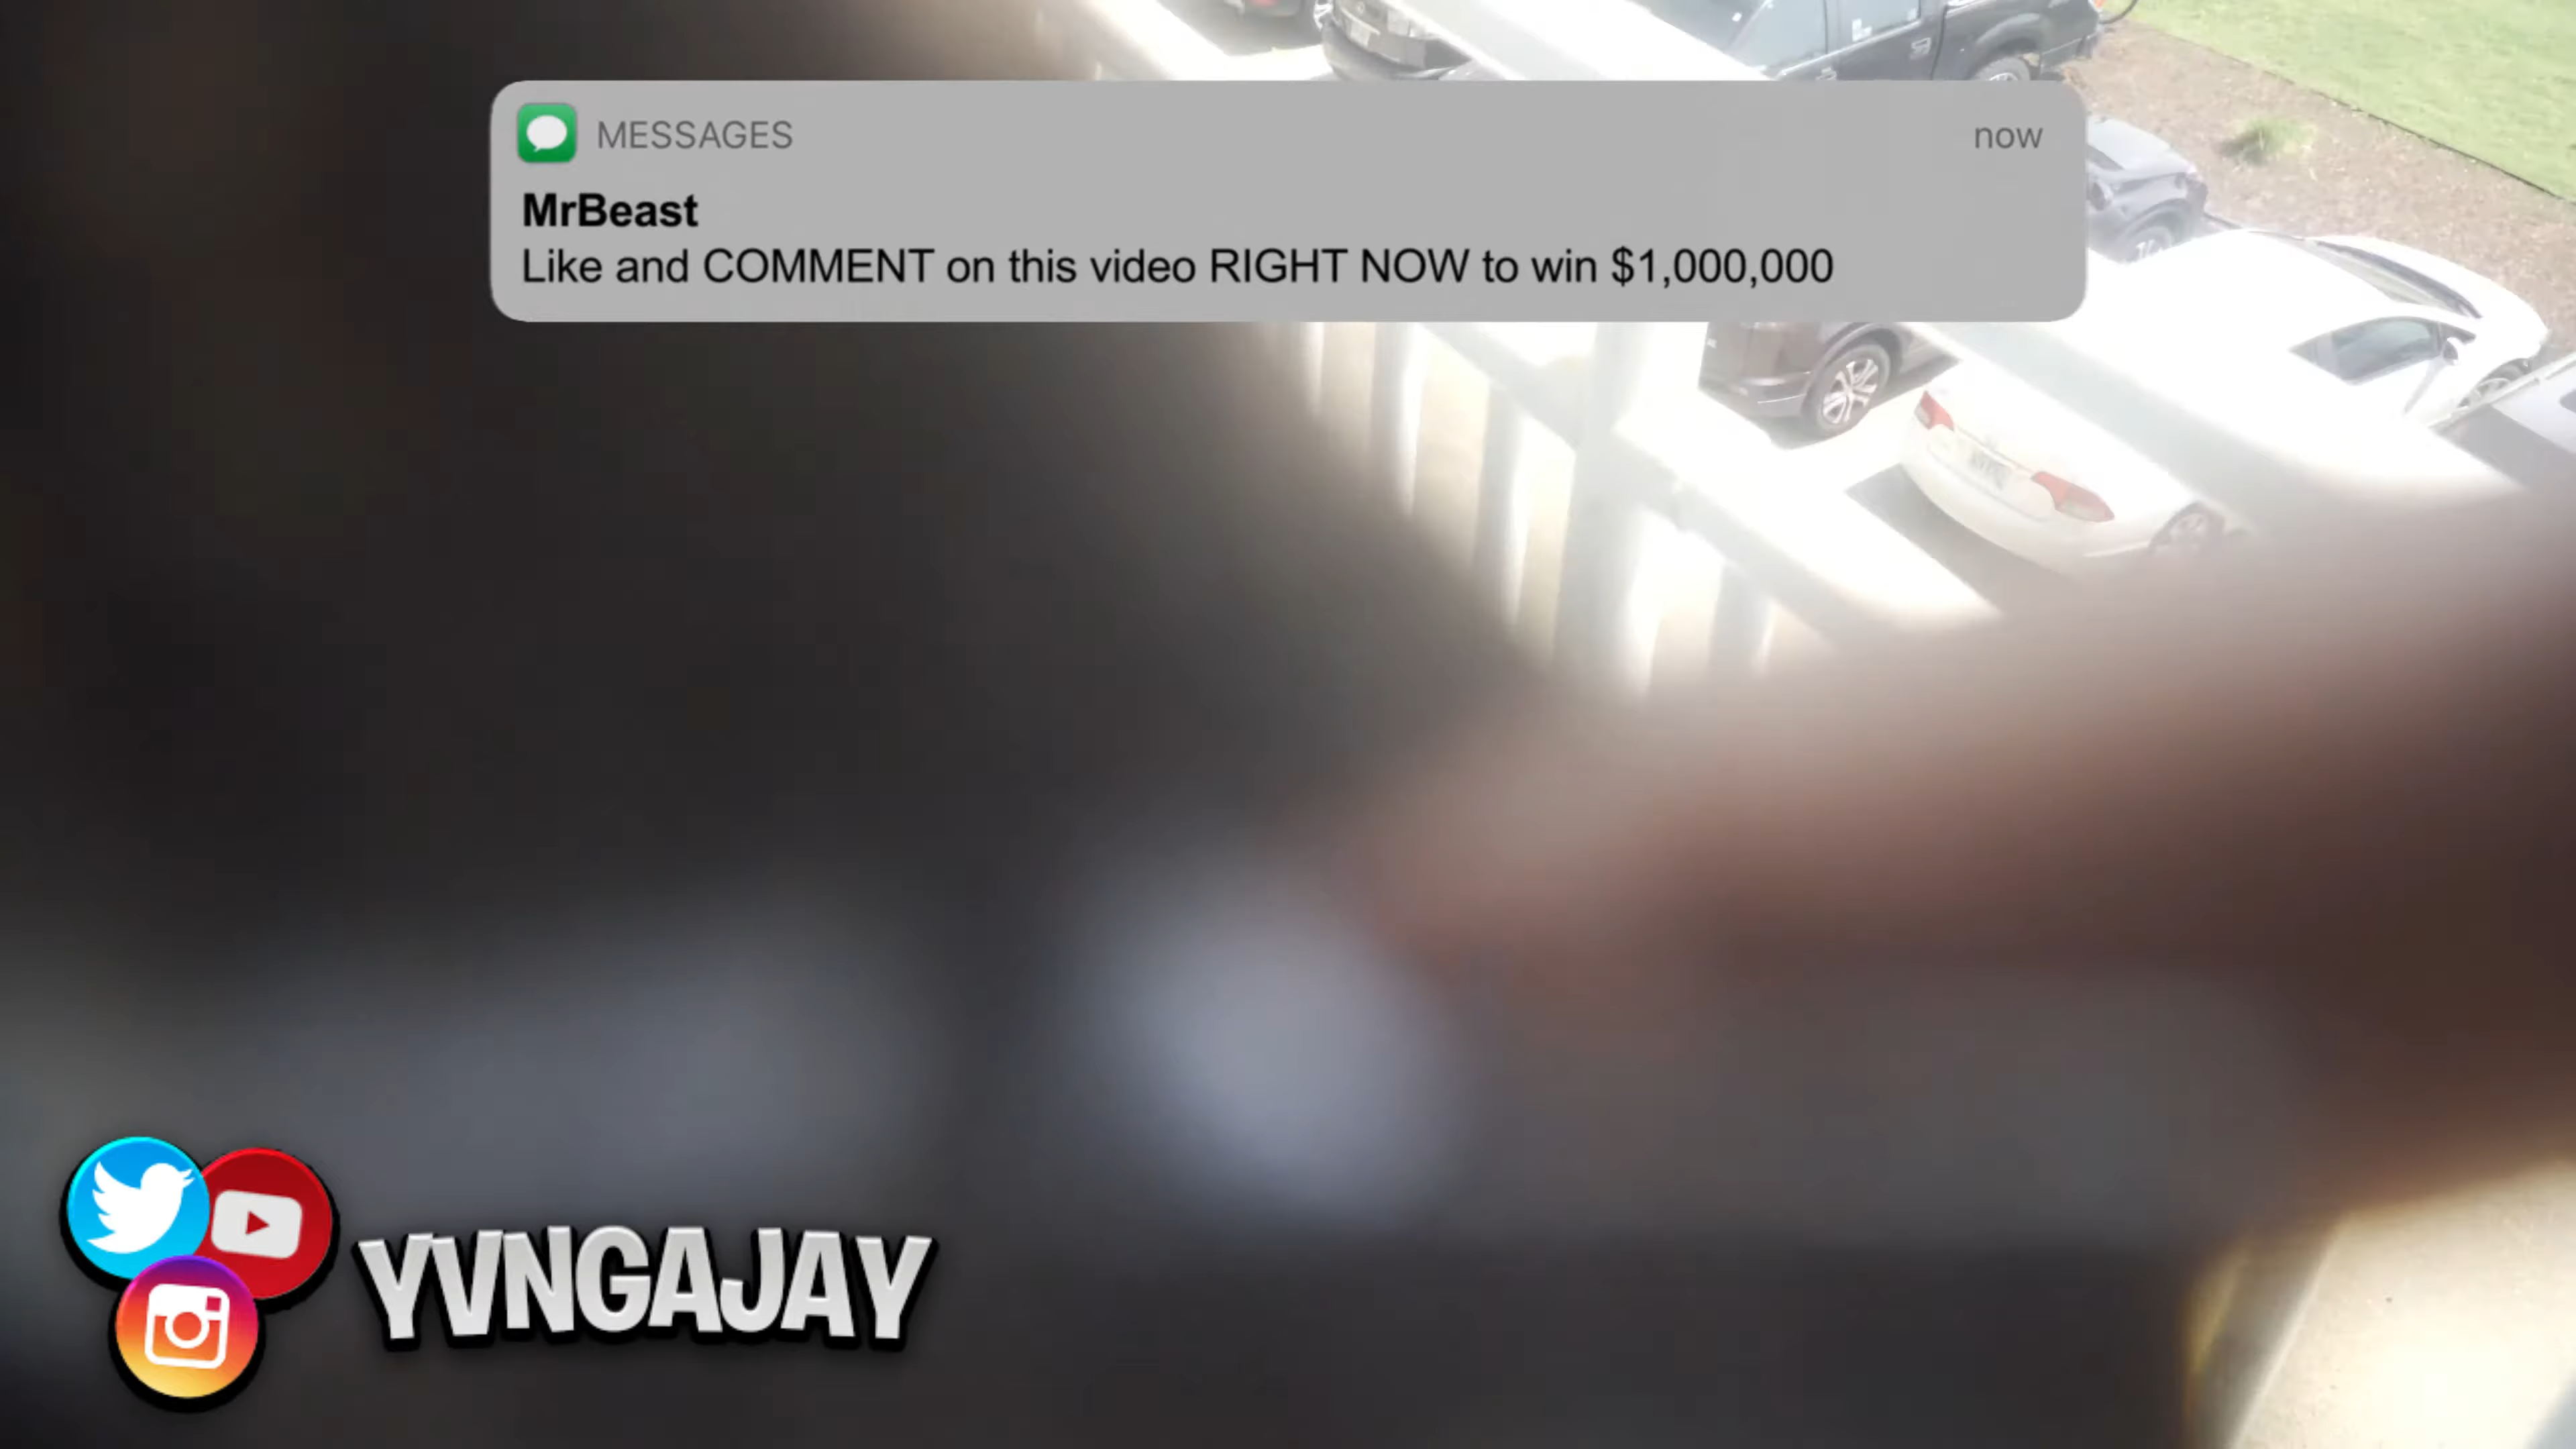 MESSAGES
now
MrBeast
Like and COMMENT on this video RIGHT NOW to win $1,000,000
YVNGAJAY